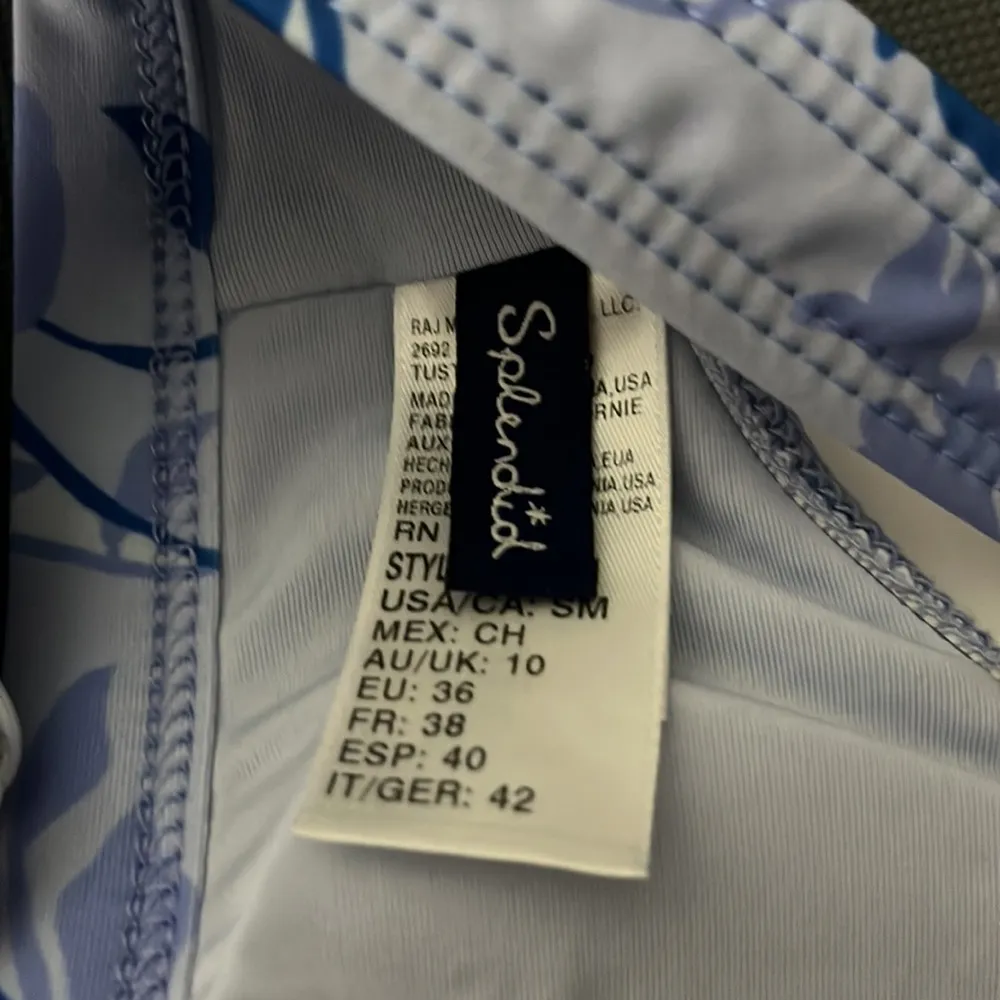 Splendid
RAJ M LLC.
2692
TUST A, USA
MAD RNIE
FAB
AUX
HECH , EUA
PROD NIA USA
HERGE NIA USA
RN
STYL
USA/CA: SM
MEX: CH
AU/UK: 10
EU: 36
FR: 38
ESP: 40
IT/GER: 42